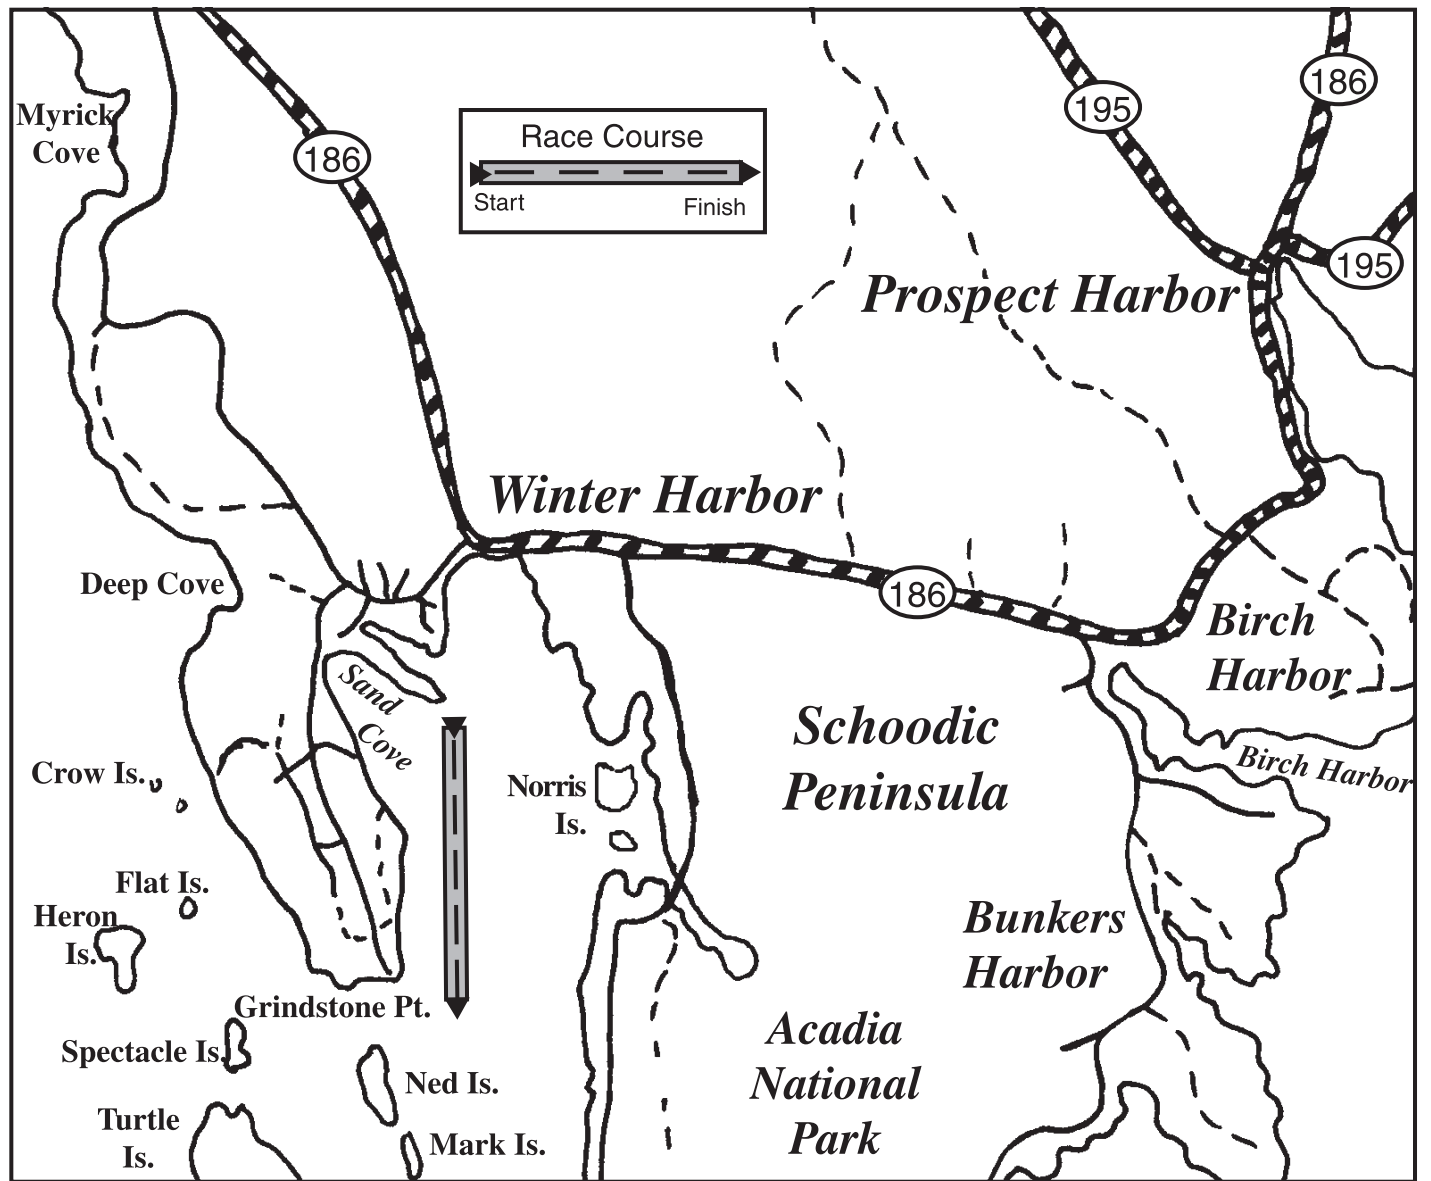 186
195
Myrick
Cove
186
Race Course
Start
Finish
195
Prospect Harbor
Winter Harbor
Deep Cove
186
Birch
Harbor
Sand
Cove
Schoodic
Peninsula
Birch Harbor
Crow Is.
Norris
Is.
Flat Is.
Heron
Is.
Bunkers
Harbor
Grindstone Pt.
Spectacle Is.
Acadia
National
Park
Ned Is.
Turtle
Is.
Mark Is.